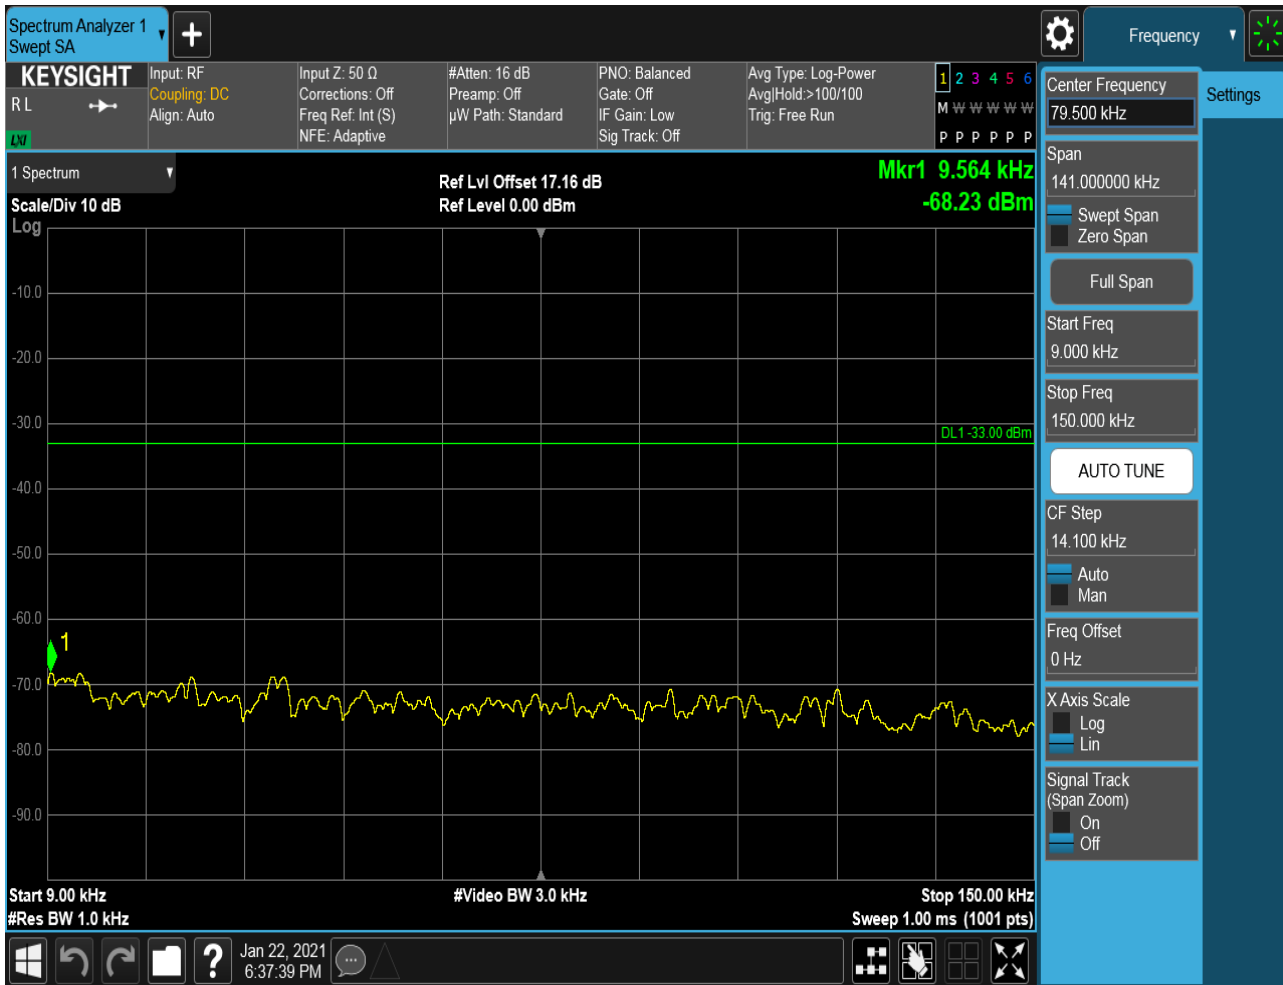 Spectrum Analyzer 1
Swept SA
Frequency
KEYSIGHT
R L
LXI
Input: RF
Coupling: DC
Align: Auto
Input Z: 50 Ω
Corrections: Off
Freq Ref: Int (S)
NFE: Adaptive
#Atten: 16 dB
Preamp: Off
µW Path: Standard
PNO: Balanced
Gate: Off
IF Gain: Low
Sig Track: Off
Avg Type: Log-Power
Avg|Hold:>100/100
Trig: Free Run
1 2 3 4 5 6
M W W W W W
P P P P P P
1 Spectrum
Scale/Div 10 dB
Log
Ref Lvl Offset 17.16 dB
Ref Level 0.00 dBm
Mkr1 9.564 kHz
-68.23 dBm
-10.0
-20.0
-30.0
DL1 -33.00 dBm
-40.0
-50.0
-60.0
1
-70.0
-80.0
-90.0
Start 9.00 kHz
#Res BW 1.0 kHz
#Video BW 3.0 kHz
Stop 150.00 kHz
Sweep 1.00 ms (1001 pts)
Jan 22, 2021
6:37:39 PM
Center Frequency
79.500 kHz
Settings
Span
141.000000 kHz
Swept Span
Zero Span
Full Span
Start Freq
9.000 kHz
Stop Freq
150.000 kHz
AUTO TUNE
CF Step
14.100 kHz
Auto
Man
Freq Offset
0 Hz
X Axis Scale
Log
Lin
Signal Track
(Span Zoom)
On
Off